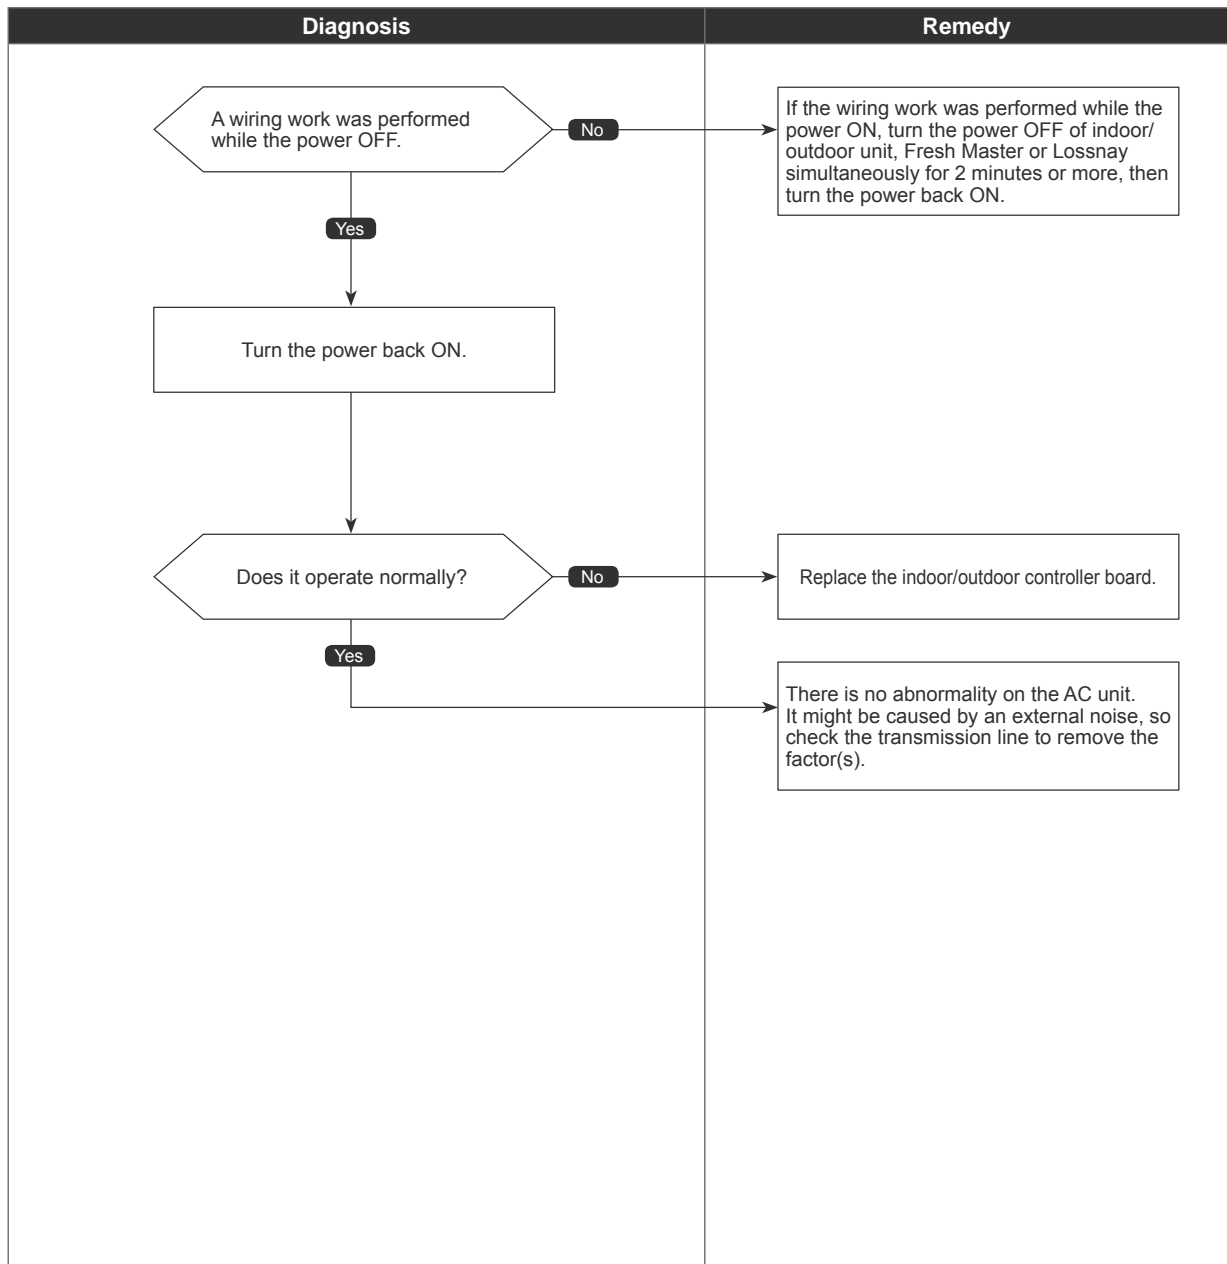 Diagnosis
Remedy
A wiring work was performed
while the power OFF.
No
If the wiring work was performed while the
power ON, turn the power OFF of indoor/
outdoor unit, Fresh Master or Lossnay
simultaneously for 2 minutes or more, then
turn the power back ON.
Yes
Turn the power back ON.
Does it operate normally?
No
Replace the indoor/outdoor controller board.
Yes
There is no abnormality on the AC unit.
It might be caused by an external noise, so
check the transmission line to remove the
factor(s).